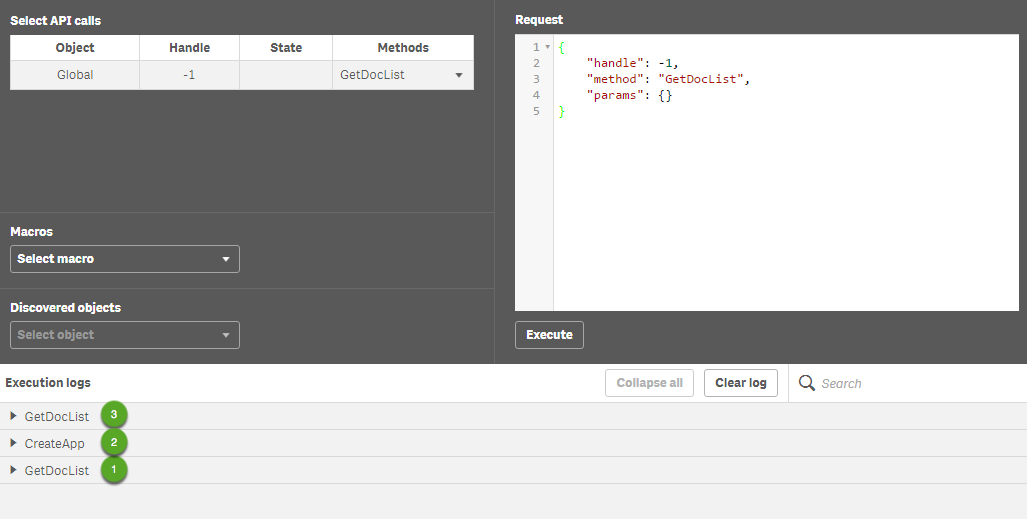 Select API calls
Object Handle State Methods
Global -1 GetDocList
Macros
Select macro
Discovered objects
Select object
Request
1 {
2 "handle": -1,
3 "method": "GetDocList",
4 "params": {}
5 }
Execute
Execution logs Collapse all Clear log Search
GetDocList 3
CreateApp 2
GetDocList 1